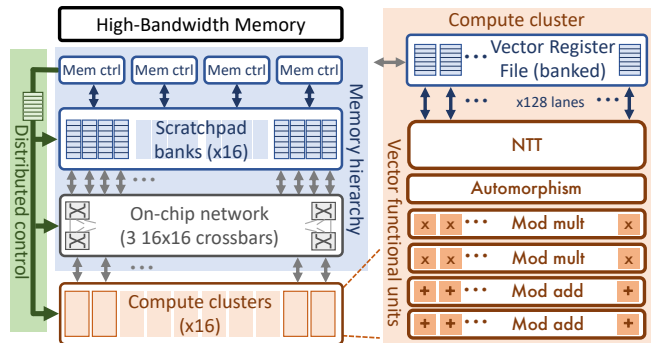 High-Bandwidth Memory
Mem ctrl
Mem ctrl
Mem ctrl
Mem ctrl
Scratchpad
banks (x16)
...
On-chip network
(3 16x16 crossbars)
...
Compute clusters
(x16)
Distributed control
Memory hierarchy
Compute cluster
Vector Register
File (banked)
...
x128 lanes
...
...
Vector functional units
NTT
Automorphism
x x ... Mod mult x
x x ... Mod mult x
+ + ... Mod add +
+ + ... Mod add +